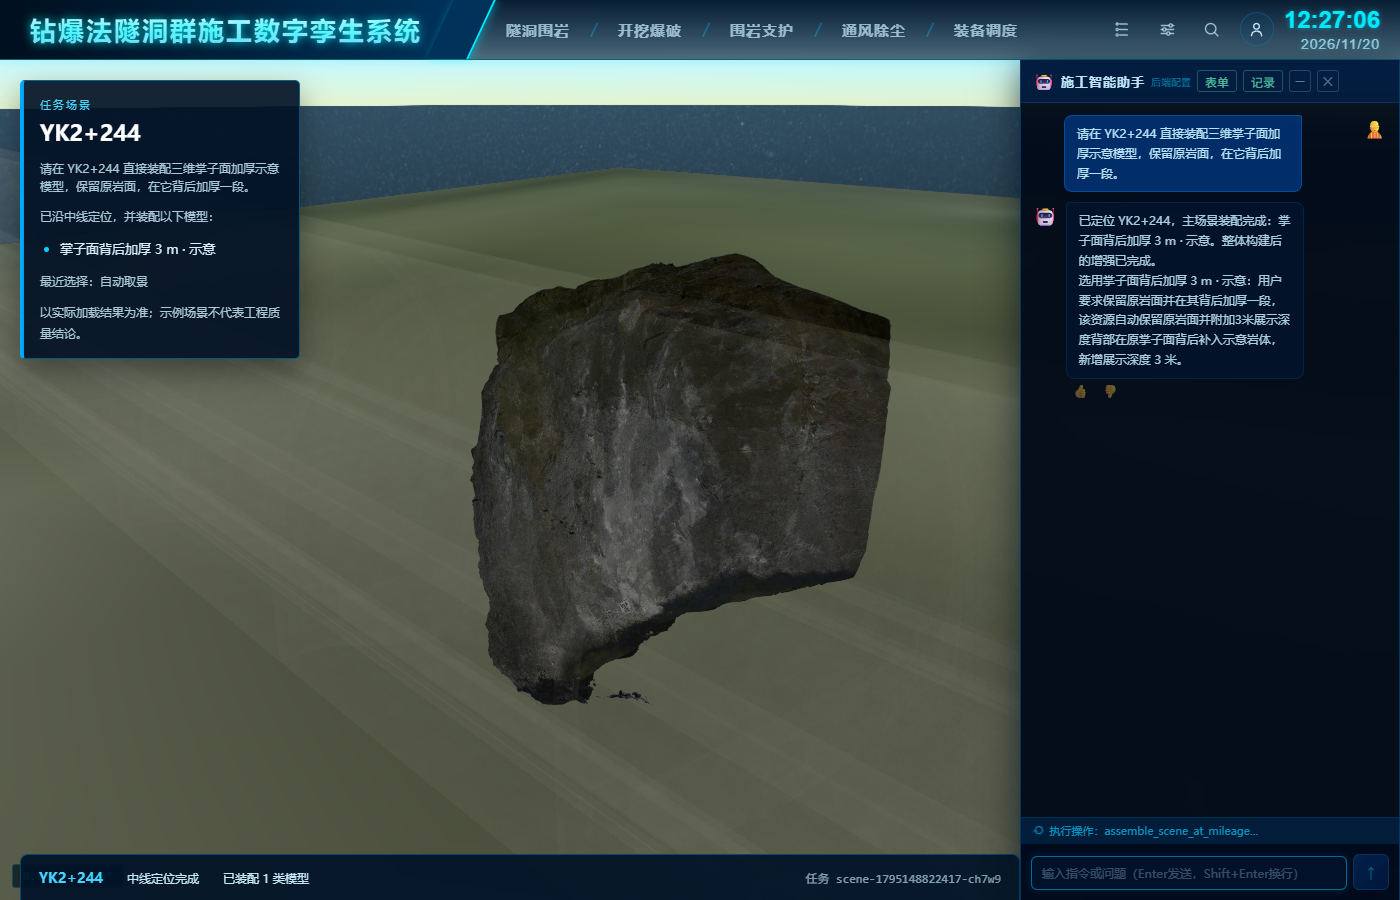 钻爆法隧洞群施工数字孪生系统
隧洞围岩 / 开挖爆破 / 围岩支护 / 通风除尘 / 装备调度
12:27:06
2026/11/20
任务场景
YK2+244
请在 YK2+244 直接装配三维掌子面加厚示意
模型，保留原岩面，在它背后加厚一段。
已沿中线定位，并装配以下模型：
掌子面背后加厚 3 m · 示意
最近选择：自动取景
以实际加载结果为准；示例场景不代表工程质
量结论。
施工智能助手 后端配置 表单 记录
请在 YK2+244 直接装配三维掌子面加
厚示意模型，保留原岩面，在它背后加
厚一段。
已定位 YK2+244，主场景装配完成：掌
子面背后加厚 3 m · 示意。整体构建后
的增强已完成。
选用掌子面背后加厚 3 m · 示意：用户
要求保留原岩面并在其背后加厚一段，
该资源自动保留原岩面并附加3米展示深
度背部在原掌子面背后补入示意岩体，
新增展示深度 3 米。
执行操作：assemble_scene_at_mileage...
输入指令或问题（Enter发送，Shift+Enter换行）
YK2+244 中线定位完成 已装配 1 类模型
任务 scene-1795148822417-ch7w9